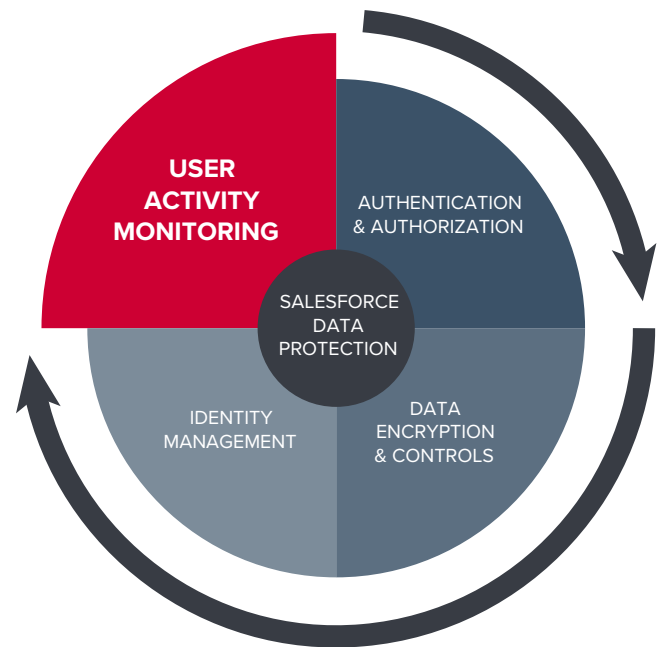 USER
ACTIVITY
MONITORING
AUTHENTICATION
& AUTHORIZATION
SALESFORCE
DATA
PROTECTION
IDENTITY
MANAGEMENT
DATA
ENCRYPTION
& CONTROLS